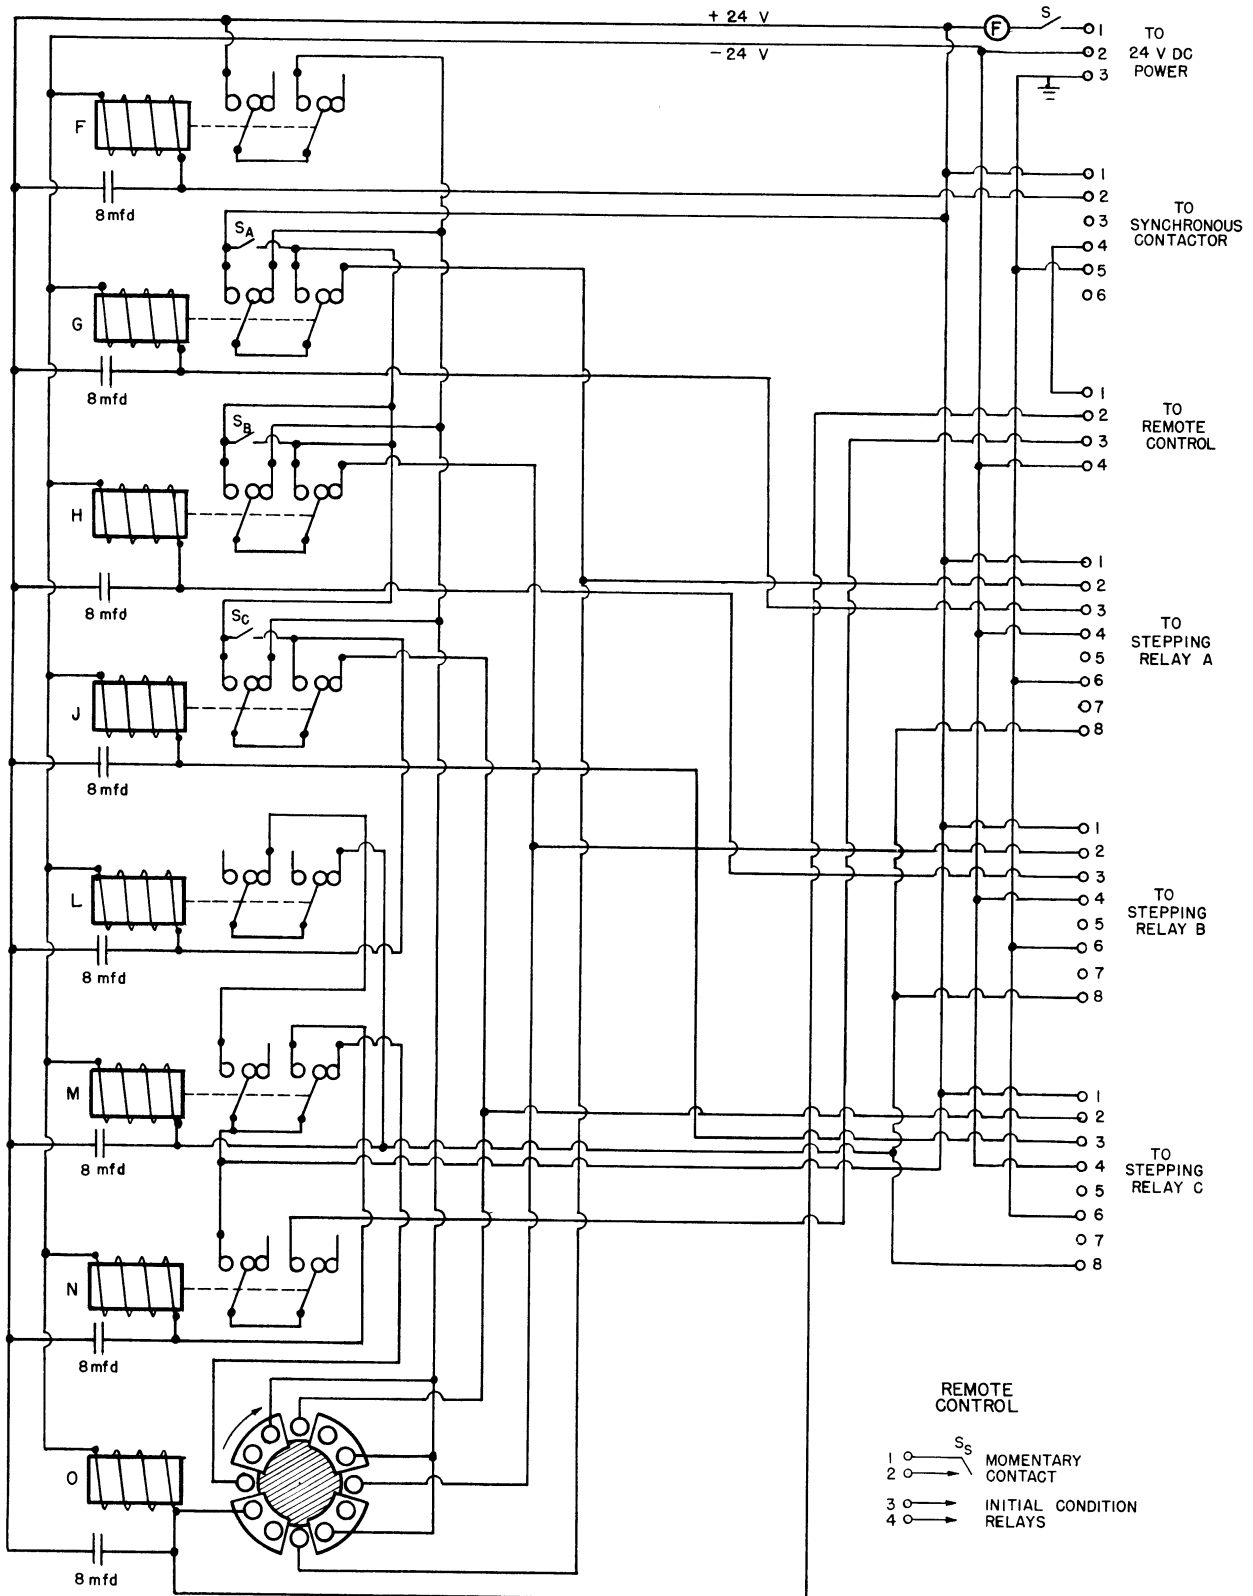 + 24 V
F
S
1
TO
24 V DC
POWER
- 24 V
2
3
F
8 mfd
1
2
3
4
5
6
TO
SYNCHRONOUS
CONTACTOR
SA
G
8 mfd
1
2
3
4
TO
REMOTE
CONTROL
SB
H
8 mfd
1
2
3
4
5
6
7
8
TO
STEPPING
RELAY A
SC
J
8 mfd
1
2
3
4
5
6
7
8
TO
STEPPING
RELAY B
L
8 mfd
M
8 mfd
1
2
3
4
5
6
7
8
TO
STEPPING
RELAY C
N
8 mfd
O
8 mfd
REMOTE
CONTROL
SS
1
2
MOMENTARY
CONTACT
3
4
INITIAL CONDITION
RELAYS